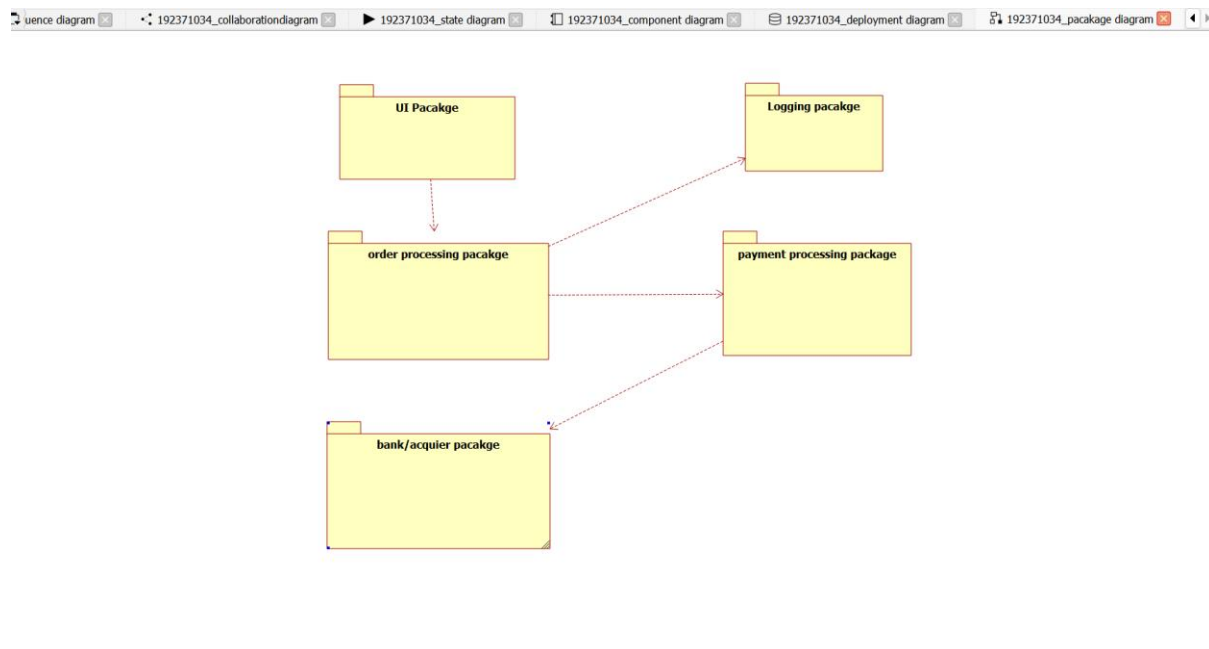 uence diagram
192371034_collaborationdiagram
192371034_state diagram
192371034_component diagram
192371034_deployment diagram
192371034_pacakage diagram
UI Pacakge
Logging pacakge
order processing pacakge
payment processing package
bank/acquier pacakge